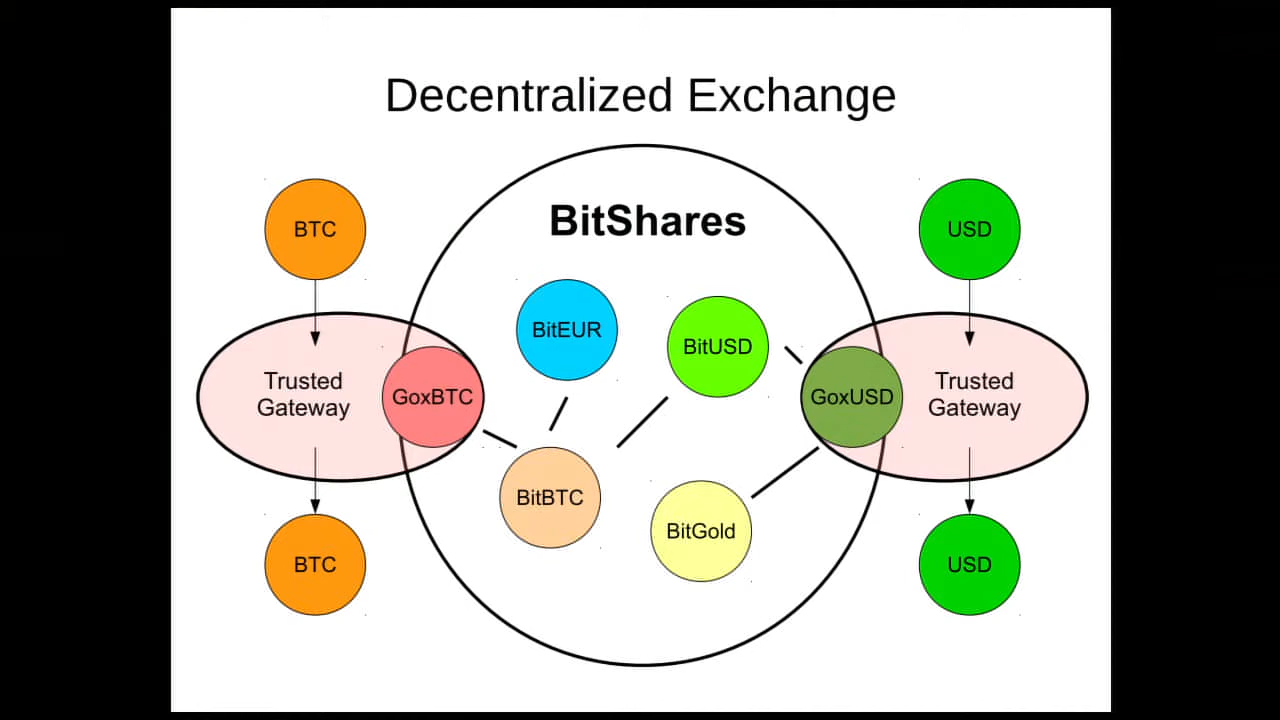 Decentralized Exchange
BitShares
BTC
USD
BitEUR
BitUSD
Trusted
Gateway
GoxBTC
GoxUSD
Trusted
Gateway
BitBTC
BitGold
BTC
USD